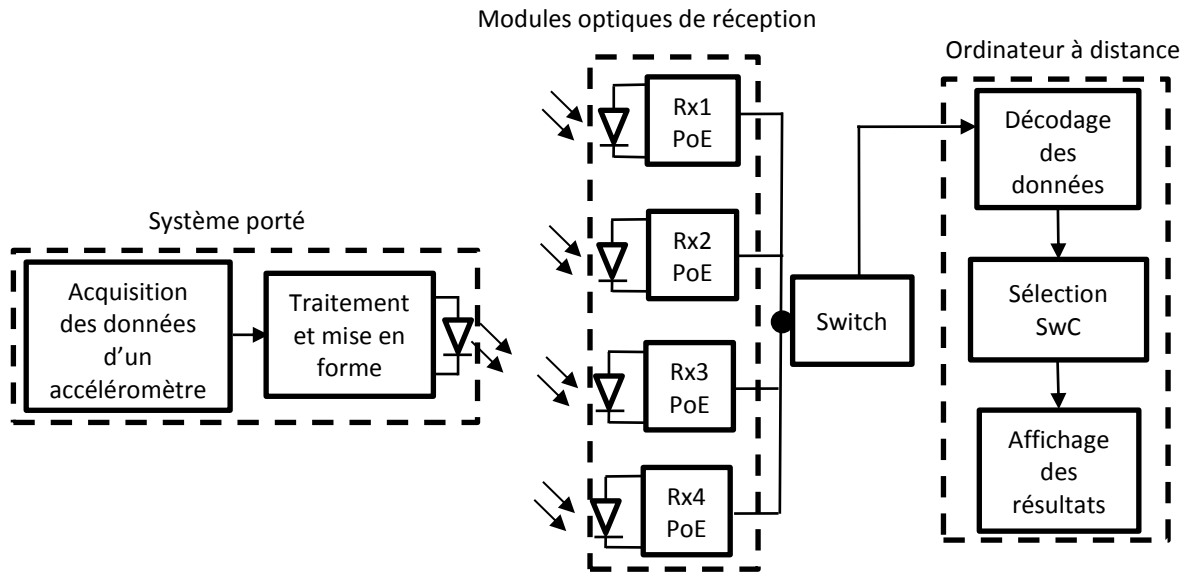 Modules optiques de réception
Ordinateur à distance
Système porté
Acquisition
des données
d'un
accéléromètre
Traitement
et mise en
forme
Rx1
PoE
Rx2
PoE
Rx3
PoE
Rx4
PoE
Switch
Décodage
des
données
Sélection
SwC
Affichage
des
résultats